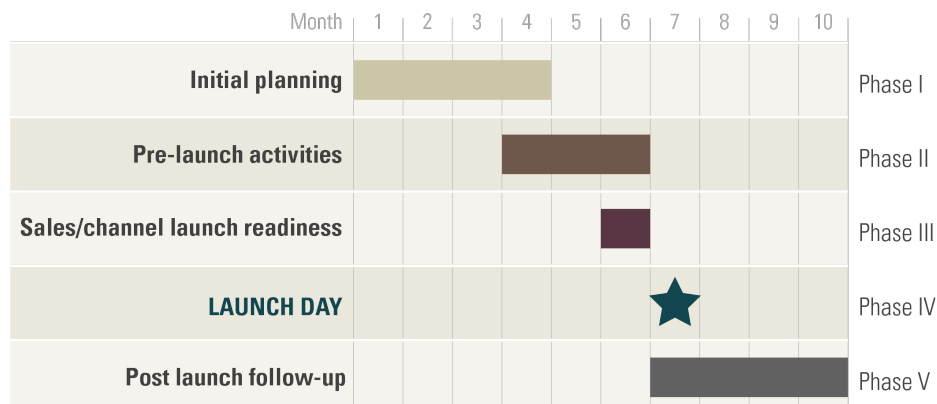 Month 1 2 3 4 5 6 7 8 9 10
Initial planning Phase I
Pre-launch activities Phase II
Sales/channel launch readiness Phase III
LAUNCH DAY Phase IV
Post launch follow-up Phase V